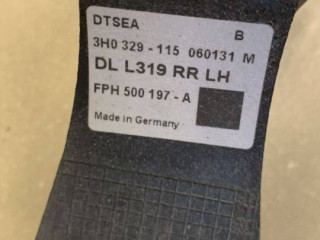 DTSEA B
3H0 329 - 115 060131 M
DL L319 RR LH
FPH 500 197 - A
Made in Germany